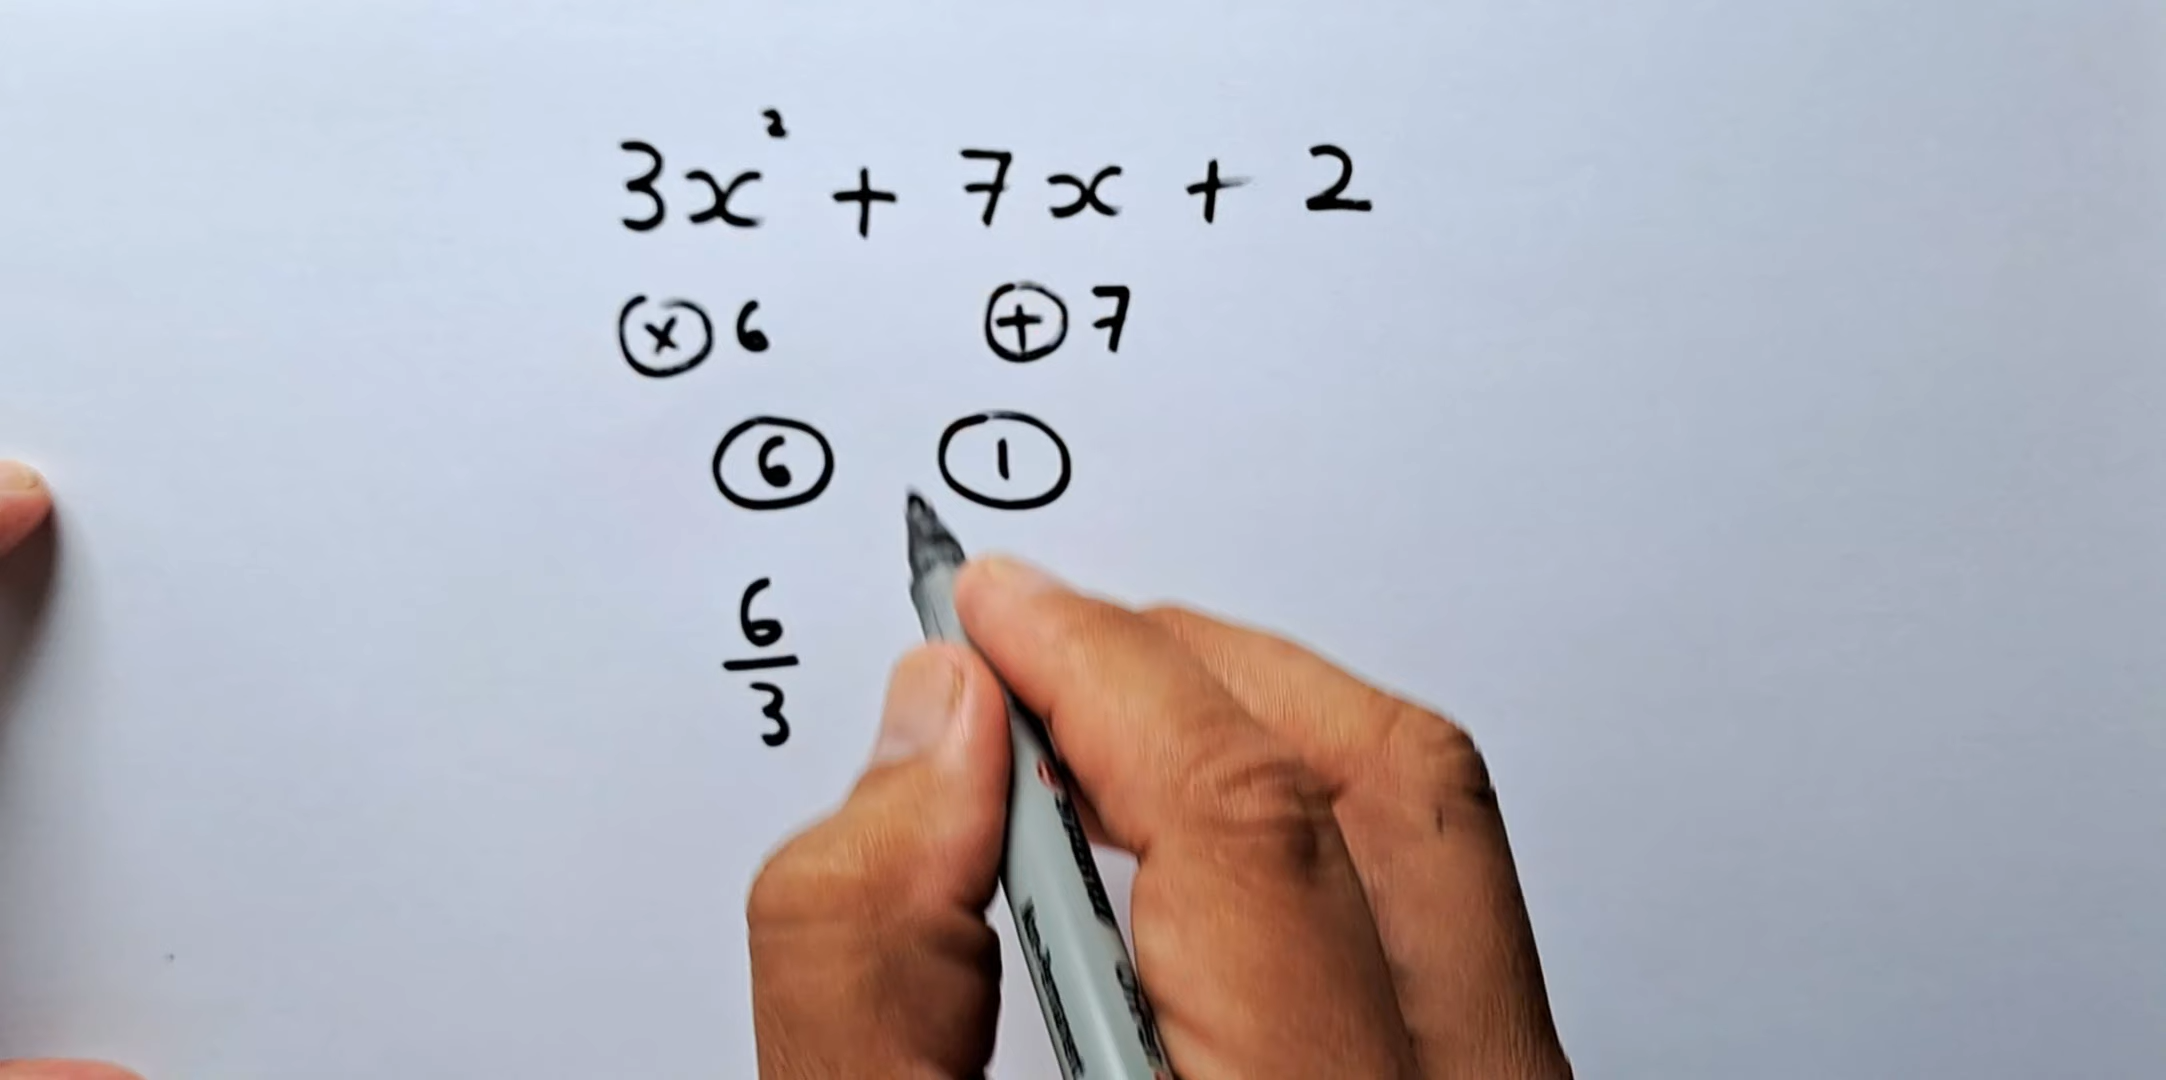 3x² + 7x + 2
⊗ 6 ⊕ 7
⑥ ①
6
3